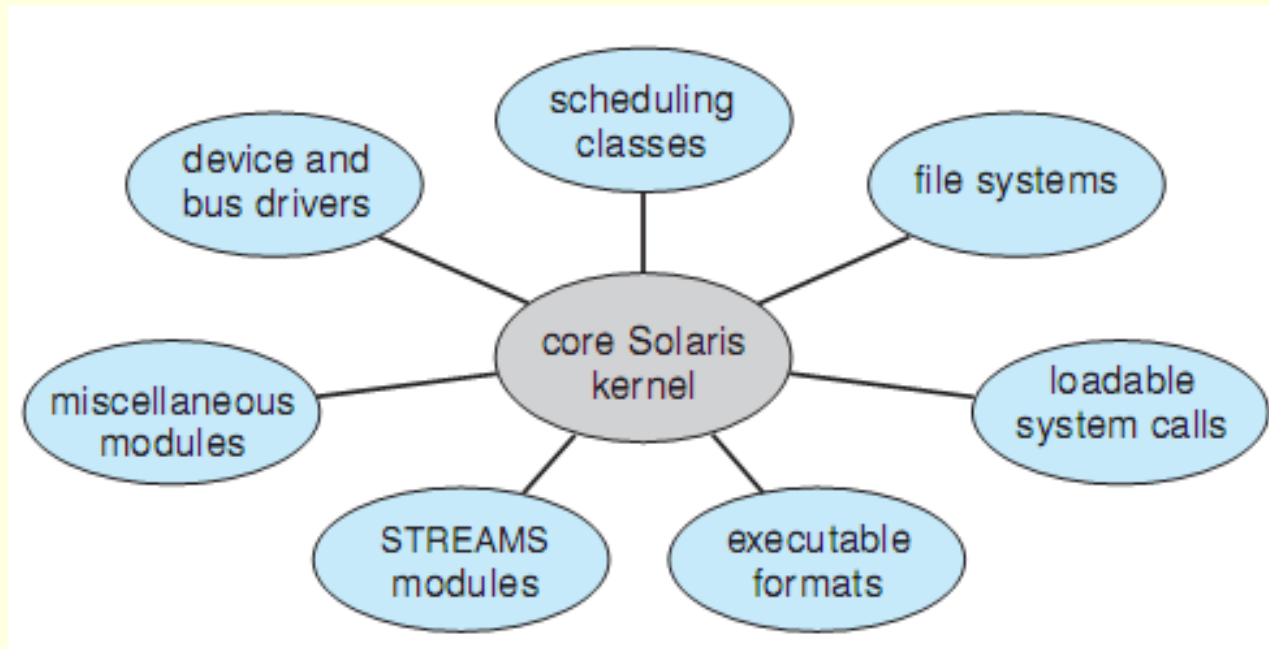 scheduling
classes
device and
bus drivers
file systems
core Solaris
kernel
miscellaneous
modules
loadable
system calls
STREAMS
modules
executable
formats